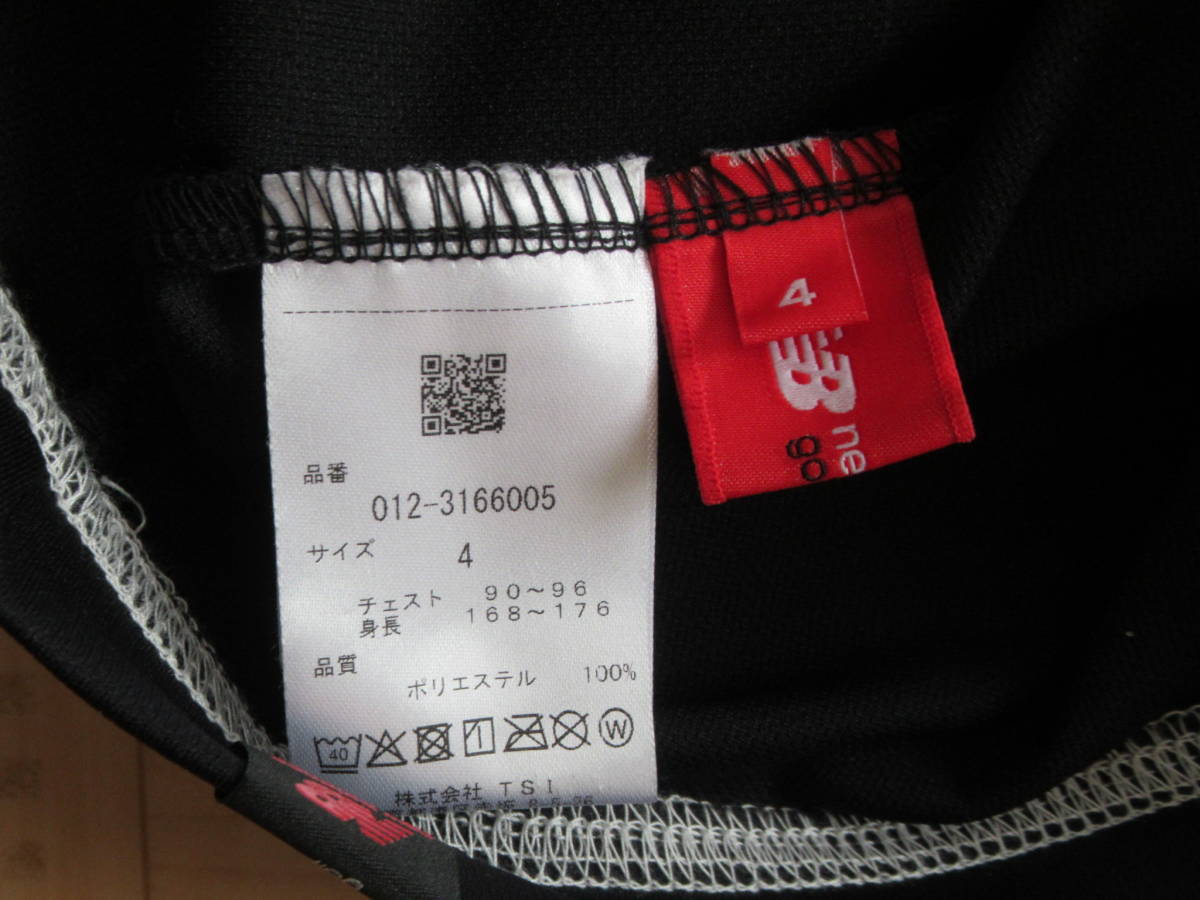 品番
012-3166005
サイズ 4
チェスト 90～96
身長 168～176
品質
ポリエステル 100%
40
W
株式会社 TSI
4
ne
go